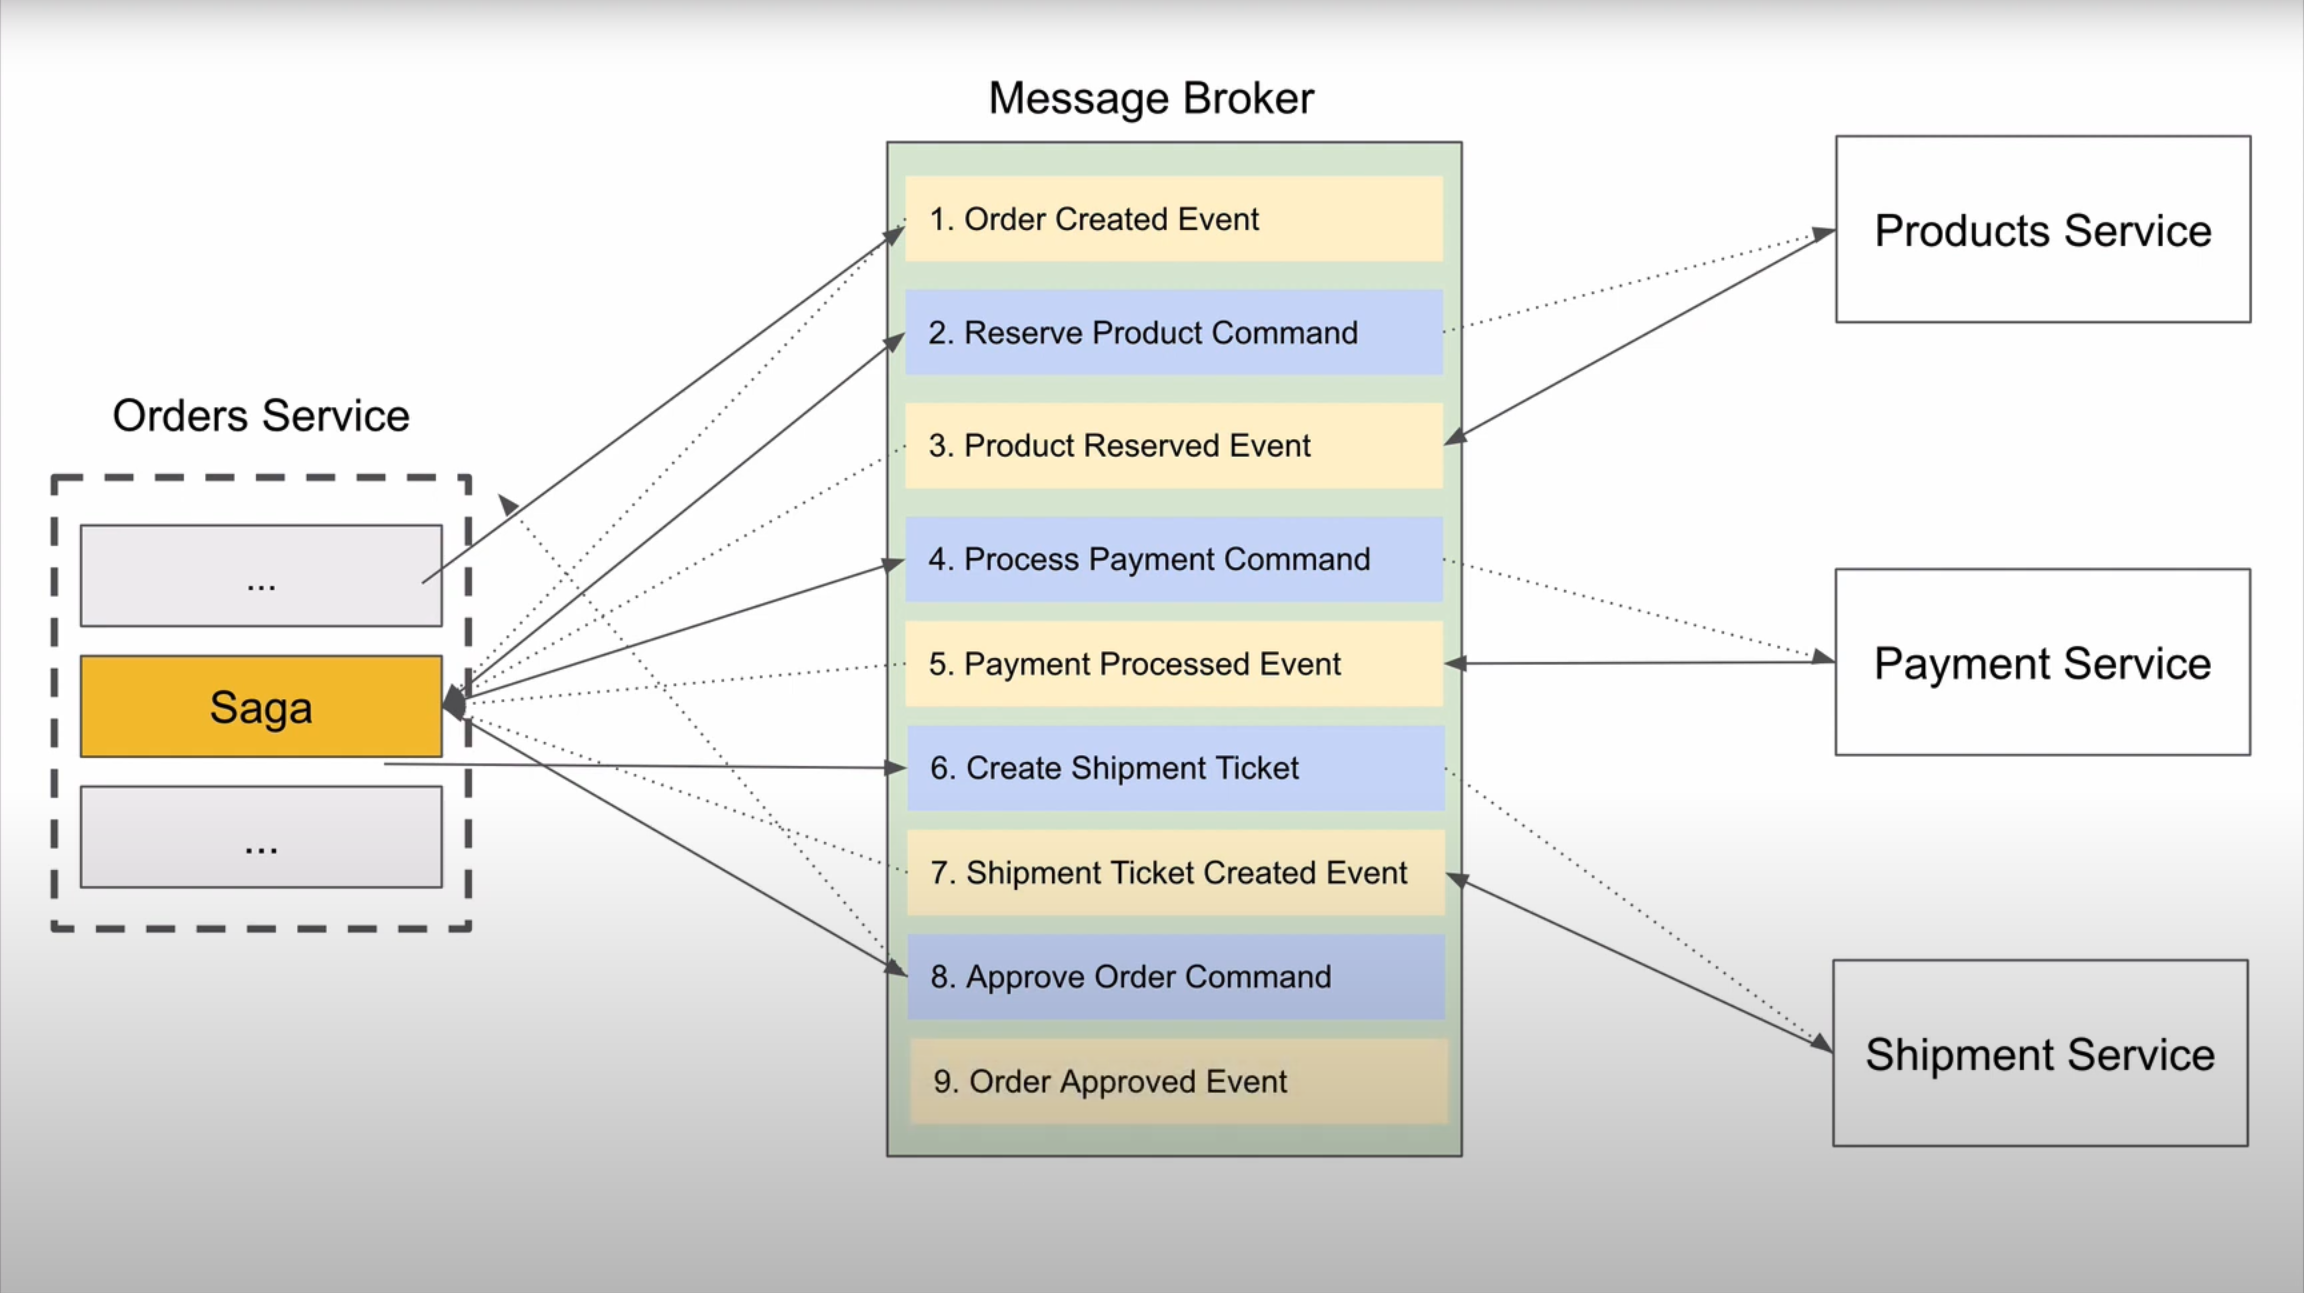 Message Broker
1. Order Created Event
2. Reserve Product Command
3. Product Reserved Event
4. Process Payment Command
5. Payment Processed Event
6. Create Shipment Ticket
7. Shipment Ticket Created Event
8. Approve Order Command
9. Order Approved Event
Orders Service
...
Saga
...
Products Service
Payment Service
Shipment Service